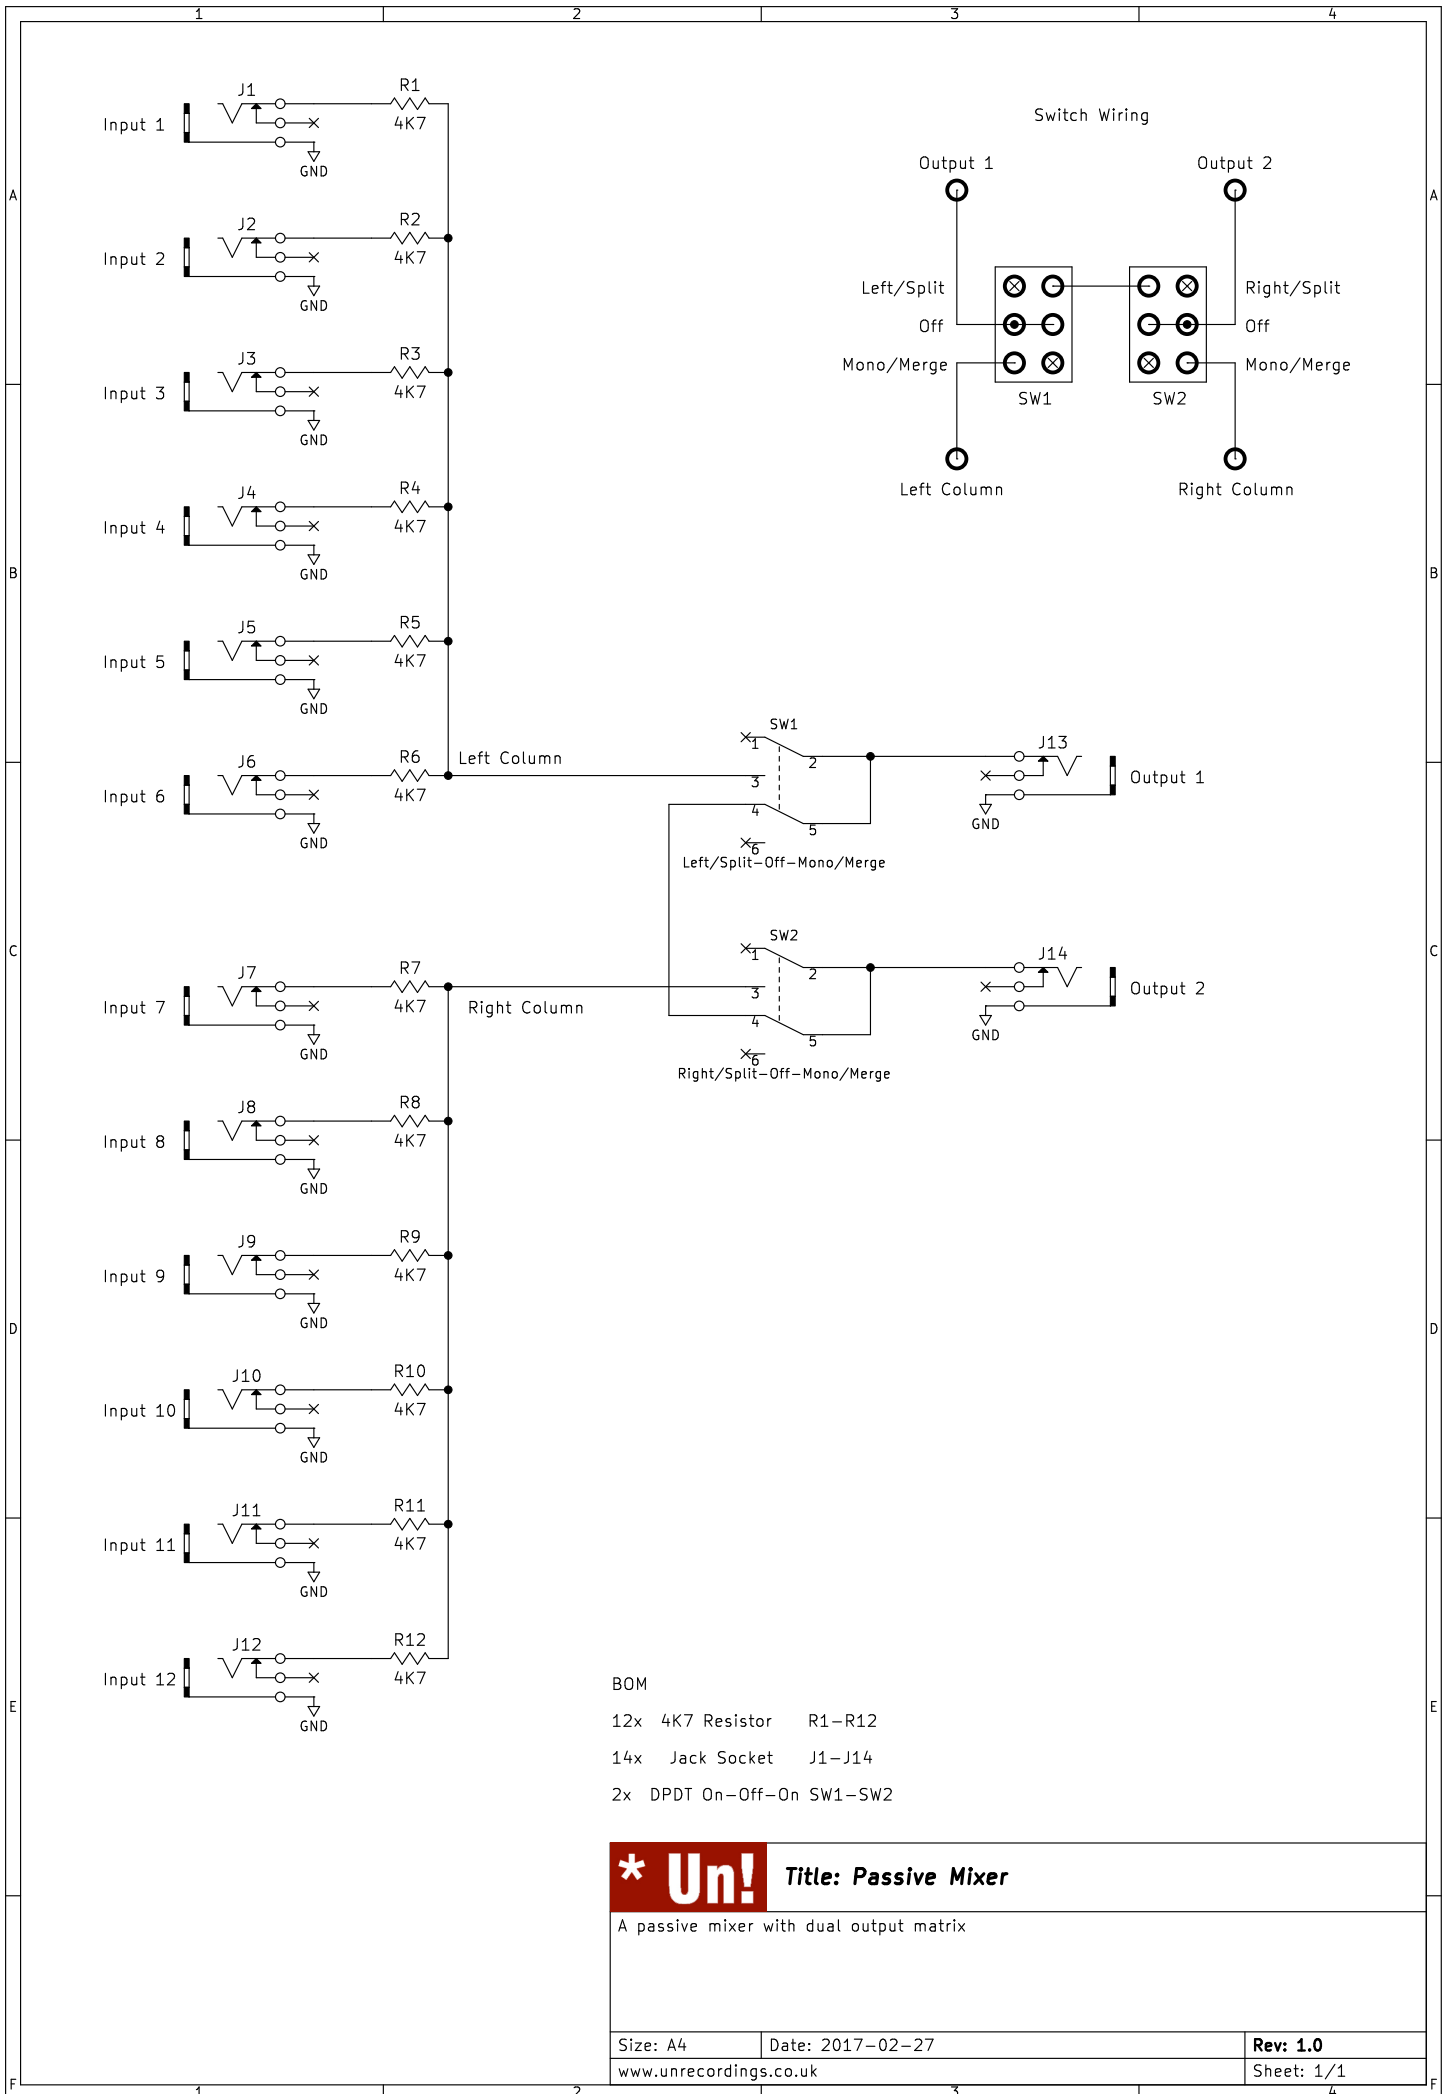 1 2 3 4
A A
B B
C C
D D
E E
F F
J1 R1
Input 1 4K7
GND
J2 R2
Input 2 4K7
GND
J3 R3
Input 3 4K7
GND
J4 R4
Input 4 4K7
GND
J5 R5
Input 5 4K7
GND
J6 R6
Input 6 4K7
GND
Left Column
J7 R7
Input 7 4K7
GND
Right Column
J8 R8
Input 8 4K7
GND
J9 R9
Input 9 4K7
GND
J10 R10
Input 10 4K7
GND
J11 R11
Input 11 4K7
GND
J12 R12
Input 12 4K7
GND
Switch Wiring
Output 1 Output 2
Left/Split Right/Split
Off Off
Mono/Merge Mono/Merge
SW1 SW2
Left Column Right Column
SW1
1
2
3
4
5
6
Left/Split-Off-Mono/Merge
J13
Output 1
GND
SW2
1
2
3
4
5
6
Right/Split-Off-Mono/Merge
J14
Output 2
GND
BOM
12x 4K7 Resistor R1-R12
14x Jack Socket J1-J14
2x DPDT On-Off-On SW1-SW2
* Un! Title: Passive Mixer
A passive mixer with dual output matrix
Size: A4 Date: 2017-02-27 Rev: 1.0
www.unrecordings.co.uk Sheet: 1/1
1 2 3 4